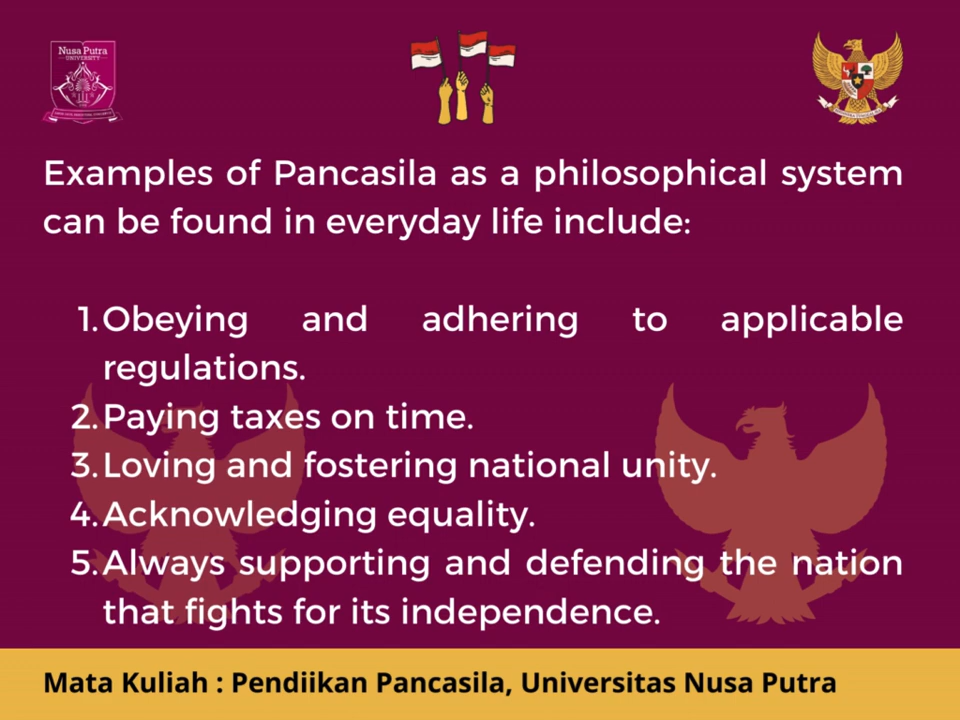 Nusa Putra
UNIVERSITY
Examples of Pancasila as a philosophical system
can be found in everyday life include:
1. Obeying and adhering to applicable
regulations.
2. Paying taxes on time.
3. Loving and fostering national unity.
4. Acknowledging equality.
5. Always supporting and defending the nation
that fights for its independence.
Mata Kuliah : Pendiikan Pancasila, Universitas Nusa Putra